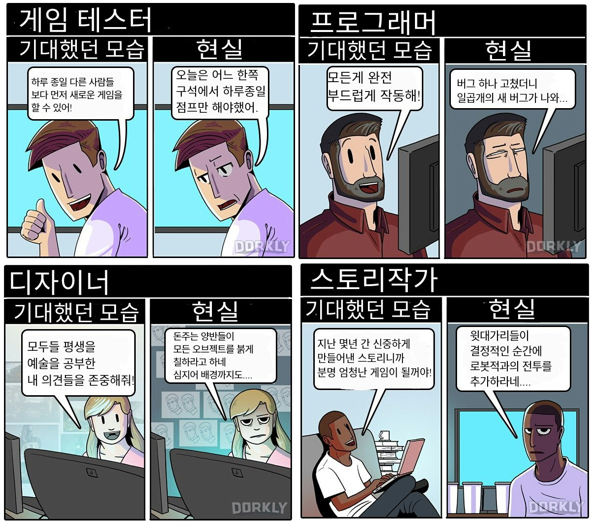 게임 테스터
기대했던 모습
현실
하루 종일 다른 사람들
보다 먼저 새로운 게임을
할 수 있어!
오늘은 어느 한쪽
구석에서 하루종일
점프만 해야했어.
DORKLY
프로그래머
기대했던 모습
현실
모든게 완전
부드럽게 작동해!
버그 하나 고쳤더니
일곱개의 새 버그가 나와...
DORKLY
디자이너
기대했던 모습
현실
모두들 평생을
예술을 공부한
내 의견들을 존중해줘!
돈주는 양반들이
모든 오브젝트를 붉게
칠하라고 하네
심지어 배경까지도....
DORKLY
스토리작가
기대했던 모습
현실
지난 몇년 간 신중하게
만들어낸 스토리니까
분명 엄청난 게임이 될꺼야!
윗대가리들이
결정적인 순간에
로봇적과의 전투를
추가하라네....
DORKLY